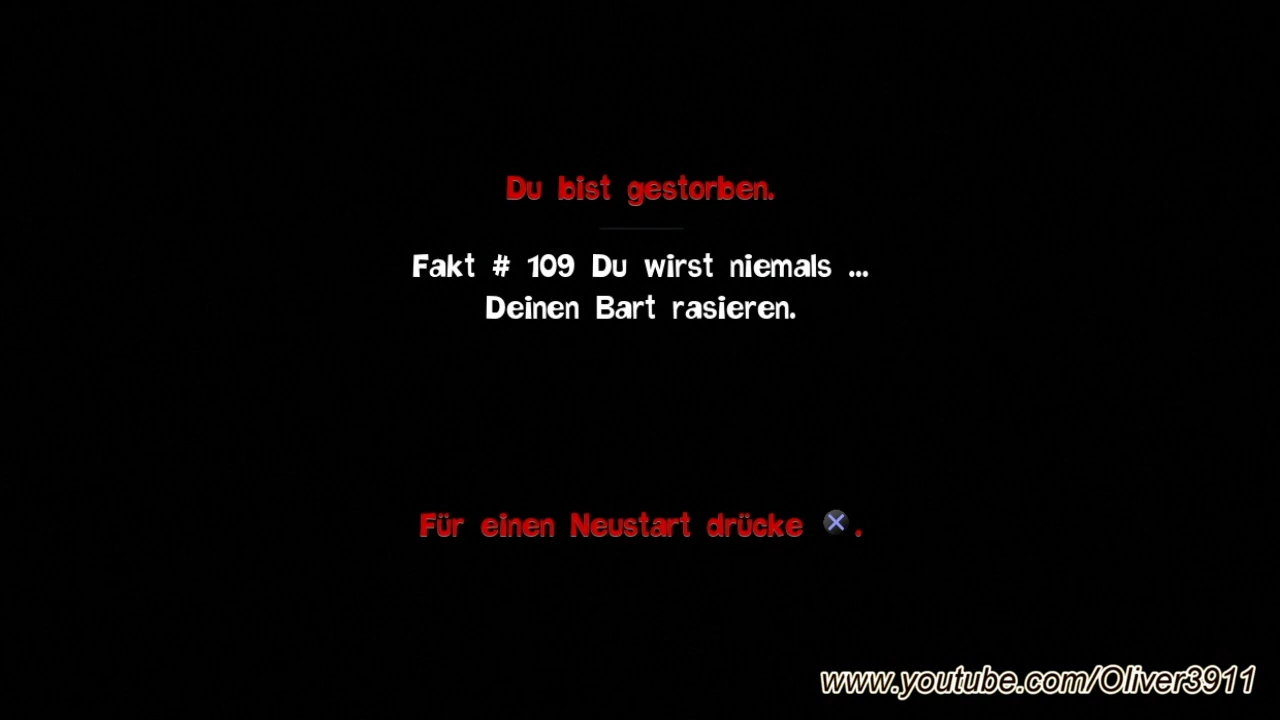 Du bist gestorben.
Fakt # 109 Du wirst niemals ...
Deinen Bart rasieren.
Für einen Neustart drücke ⓧ.
www.youtube.com/Oliver3911